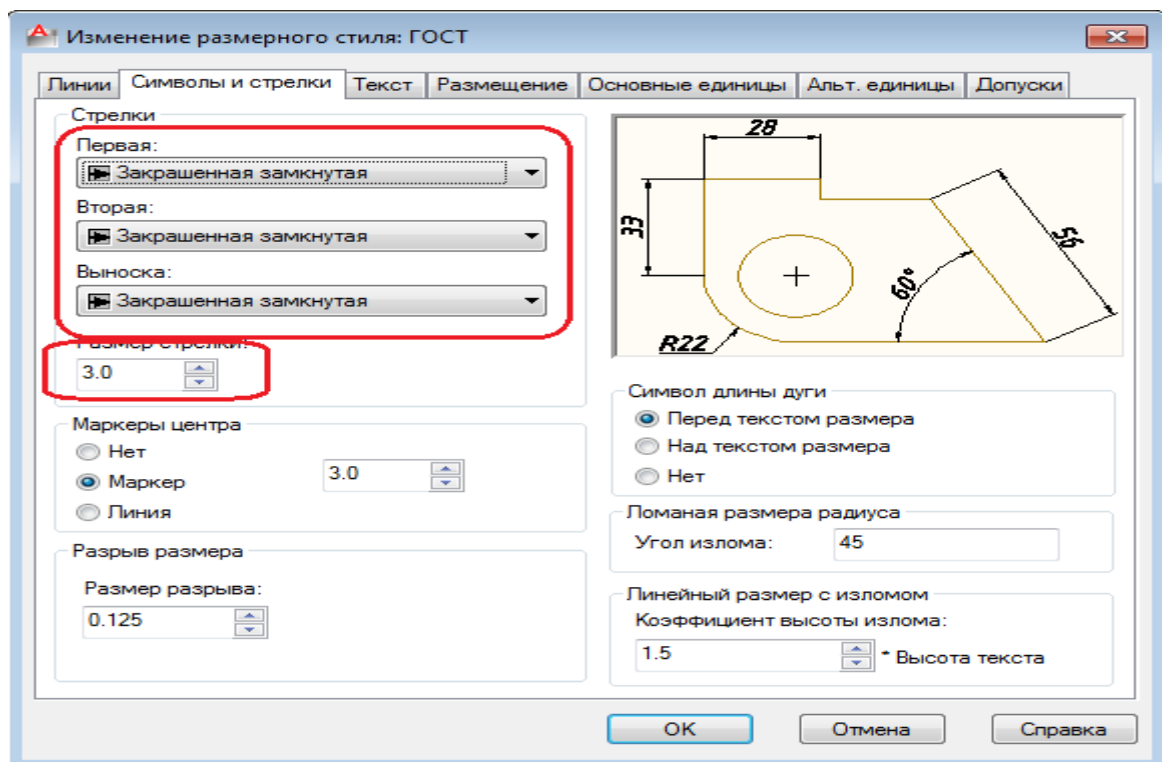 Изменение размерного стиля: ГОСТ
Линии Символы и стрелки Текст Размещение Основные единицы Альт. единицы Допуски
Стрелки
Первая:
Закрашенная замкнутая
Вторая:
Закрашенная замкнутая
Выноска:
Закрашенная замкнутая
Размер стрелки:
3.0
Маркеры центра
Нет
Маркер
3.0
Линия
Разрыв размера
Размер разрыва:
0.125
28
33
56
60°
R22
Символ длины дуги
Перед текстом размера
Над текстом размера
Нет
Ломаная размера радиуса
Угол излома: 45
Линейный размер с изломом
Коэффициент высоты излома:
1.5 * Высота текста
ОК Отмена Справка